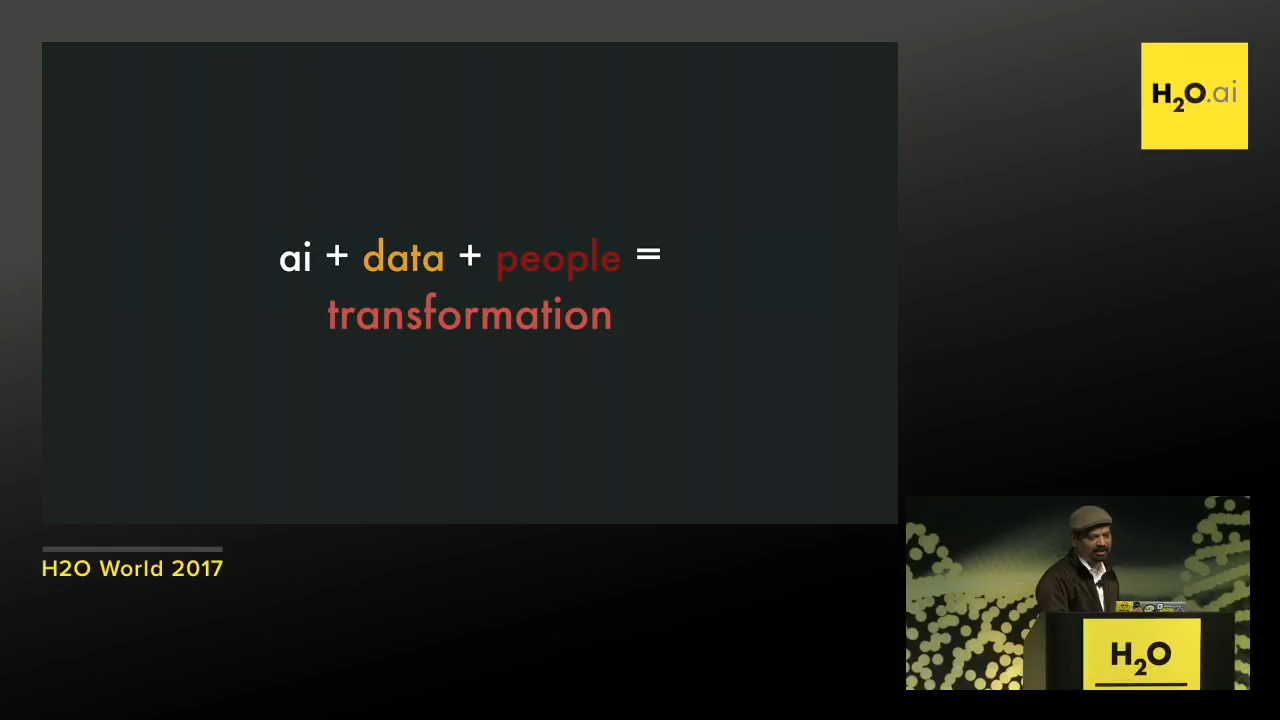 H2O.ai
ai + data + people =
transformation
H2O World 2017
H2O